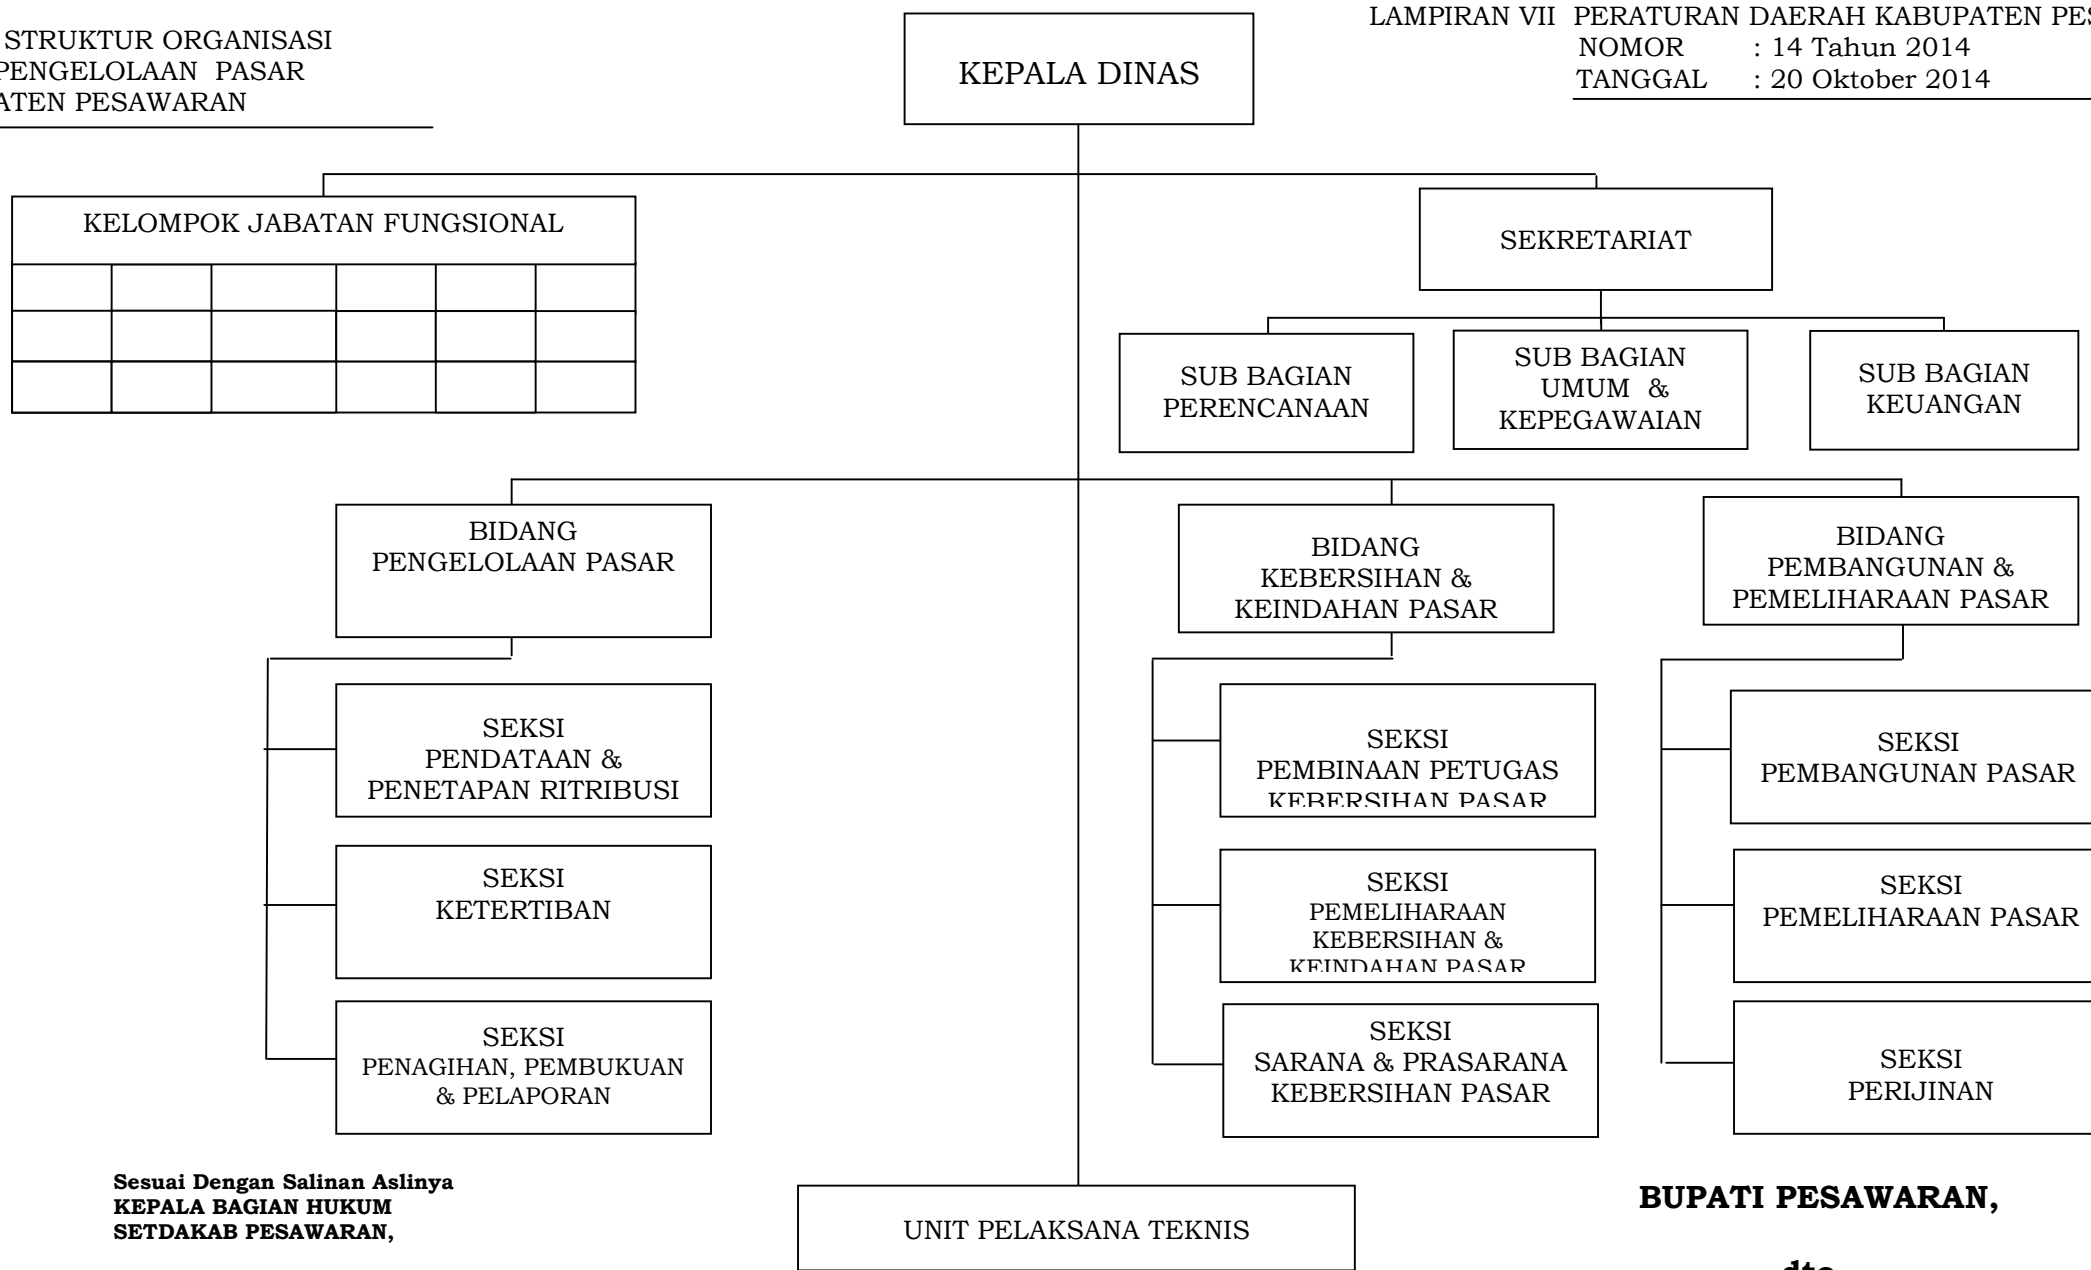 STRUKTUR ORGANISASI
PENGELOLAAN PASAR
PESAWARAN
KEPALA DINAS
LAMPIRAN VII PERATURAN DAERAH KABUPATEN
NOMOR : 14 Tahun 2014
TANGGAL : 20 Oktober 2014
KELOMPOK JABATAN FUNGSIONAL
SEKRETARIAT
SUB BAGIAN
PERENCANAAN
SUB BAGIAN
UMUM &
KEPEGAWAIAN
SUB BAGIAN
KEUANGAN
BIDANG
PENGELOLAAN PASAR
BIDANG
KEBERSIHAN &
KEINDAHAN PASAR
BIDANG
PEMBANGUNAN &
PEMELIHARAAN PASAR
SEKSI
PENDATAAN &
PENETAPAN RITRIBUSI
SEKSI
PEMBINAAN PETUGAS
KEBERSIHAN PASAR
SEKSI
PEMBANGUNAN PASAR
SEKSI
KETERTIBAN
SEKSI
PEMELIHARAAN
KEBERSIHAN &
KEINDAHAN PASAR
SEKSI
PEMELIHARAAN PASAR
SEKSI
PENAGIHAN, PEMBUKUAN
& PELAPORAN
SEKSI
SARANA & PRASARANA
KEBERSIHAN PASAR
SEKSI
PERIJINAN
Sesuai Dengan Salinan Aslinya
KEPALA BAGIAN HUKUM
SETDAKAB PESAWARAN,
UNIT PELAKSANA TEKNIS
BUPATI PESAWARAN,